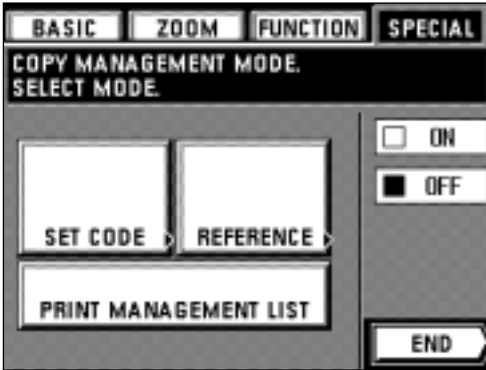 BASIC ZOOM FUNCTION SPECIAL
COPY MANAGEMENT MODE.
SELECT MODE.
ON
OFF
SET CODE REFERENCE
PRINT MANAGEMENT LIST
END